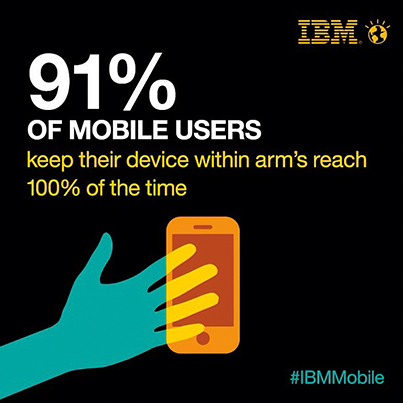 IBM®
91%
OF MOBILE USERS
keep their device within arm's reach
100% of the time
#IBMMobile